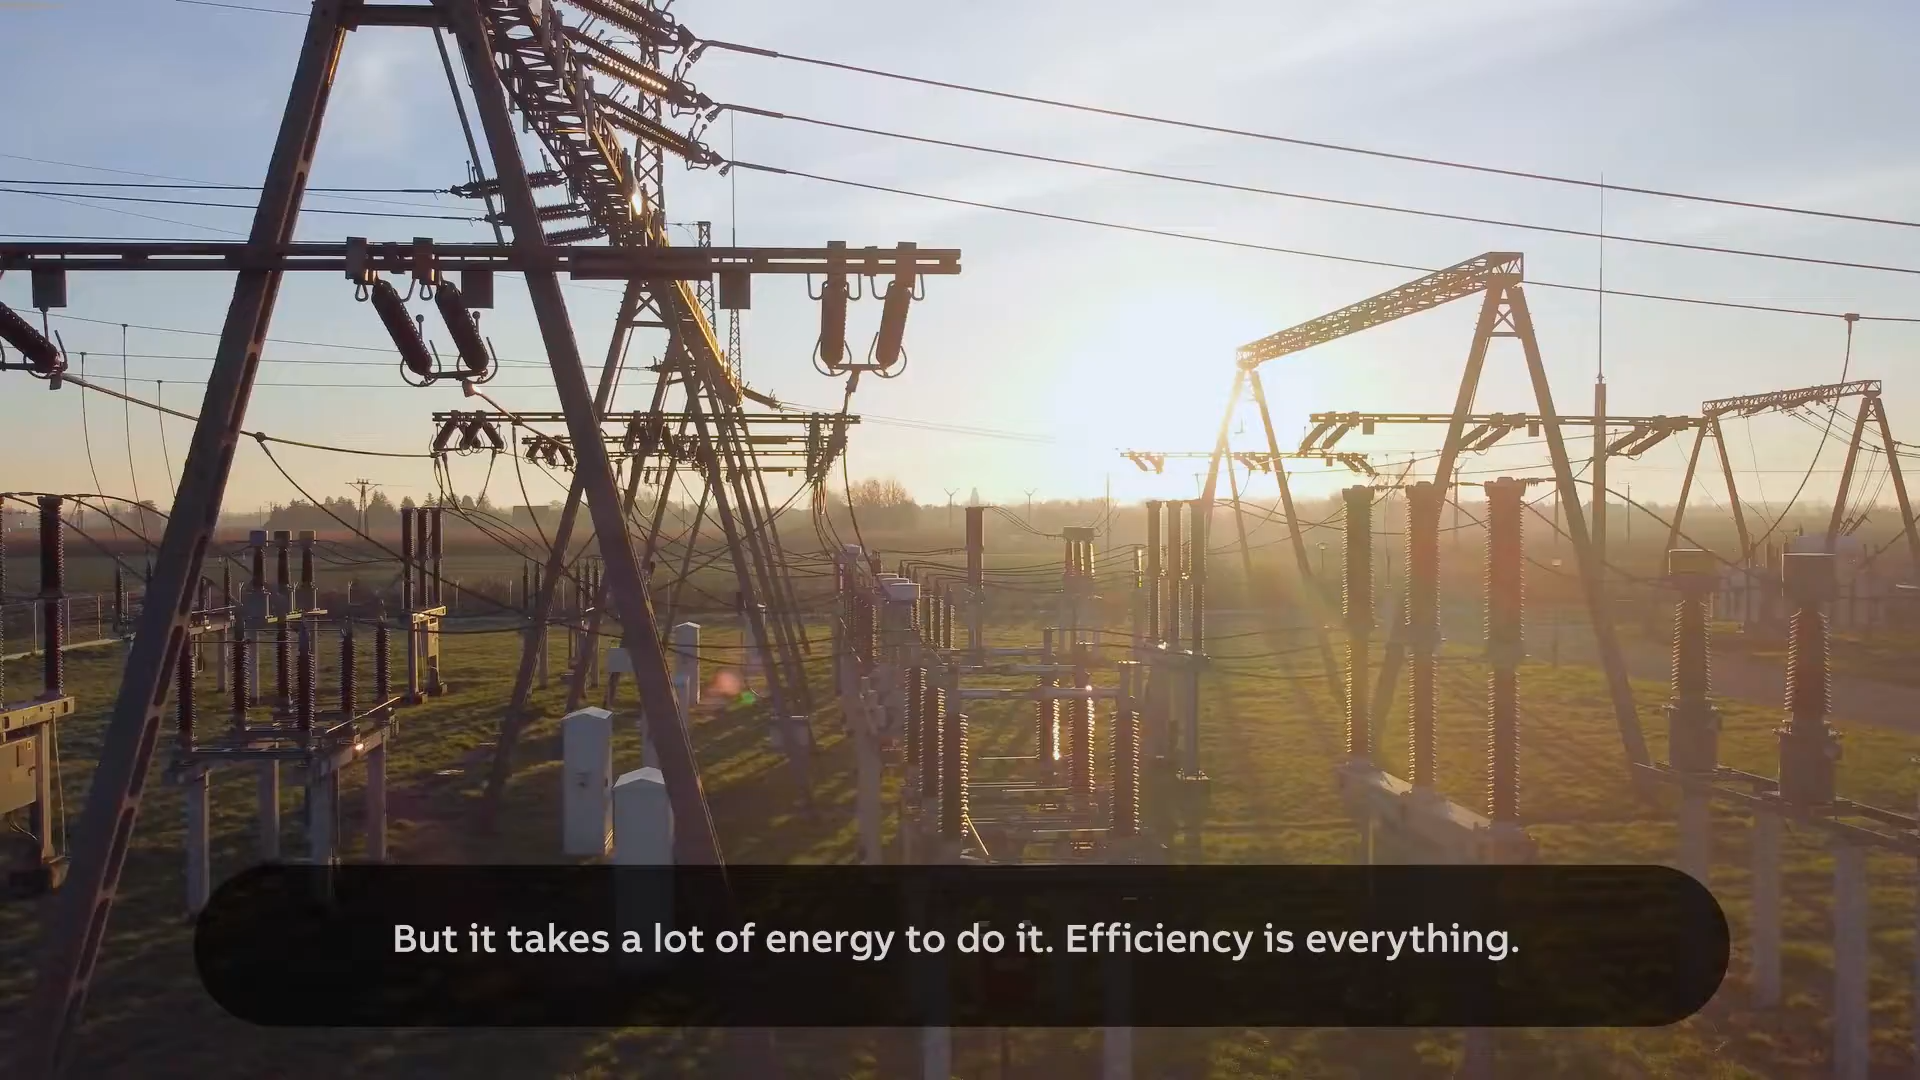 But it takes a lot of energy to do it. Efficiency is everything.